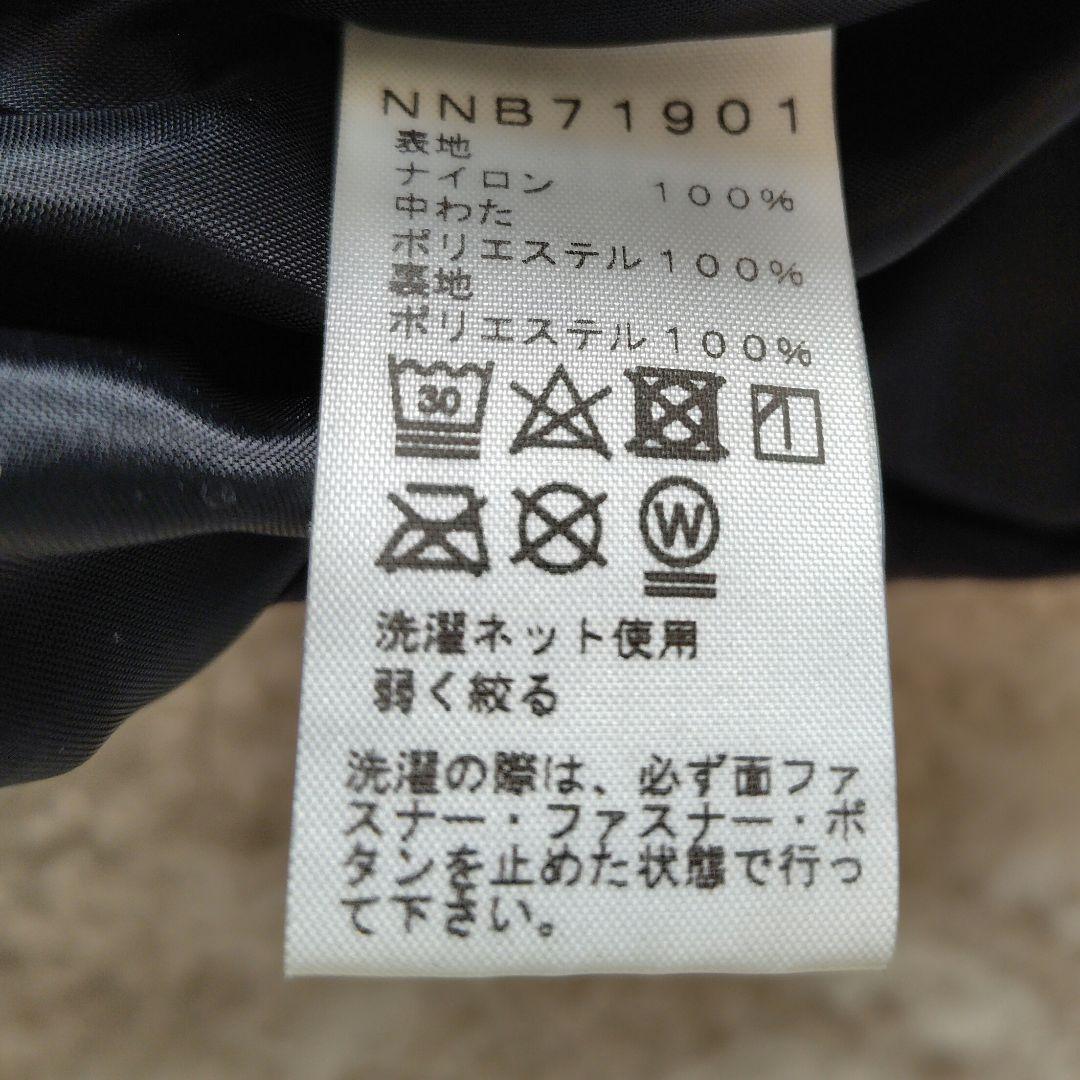 NNB71901
表地
ナイロン 100%
中わた
ポリエステル100%
裏地
ポリエステル100%
30
W
洗濯ネット使用
弱く絞る
洗濯の際は、必ず面ファ
スナー・ファスナー・ボ
タンを止めた状態で行っ
て下さい。